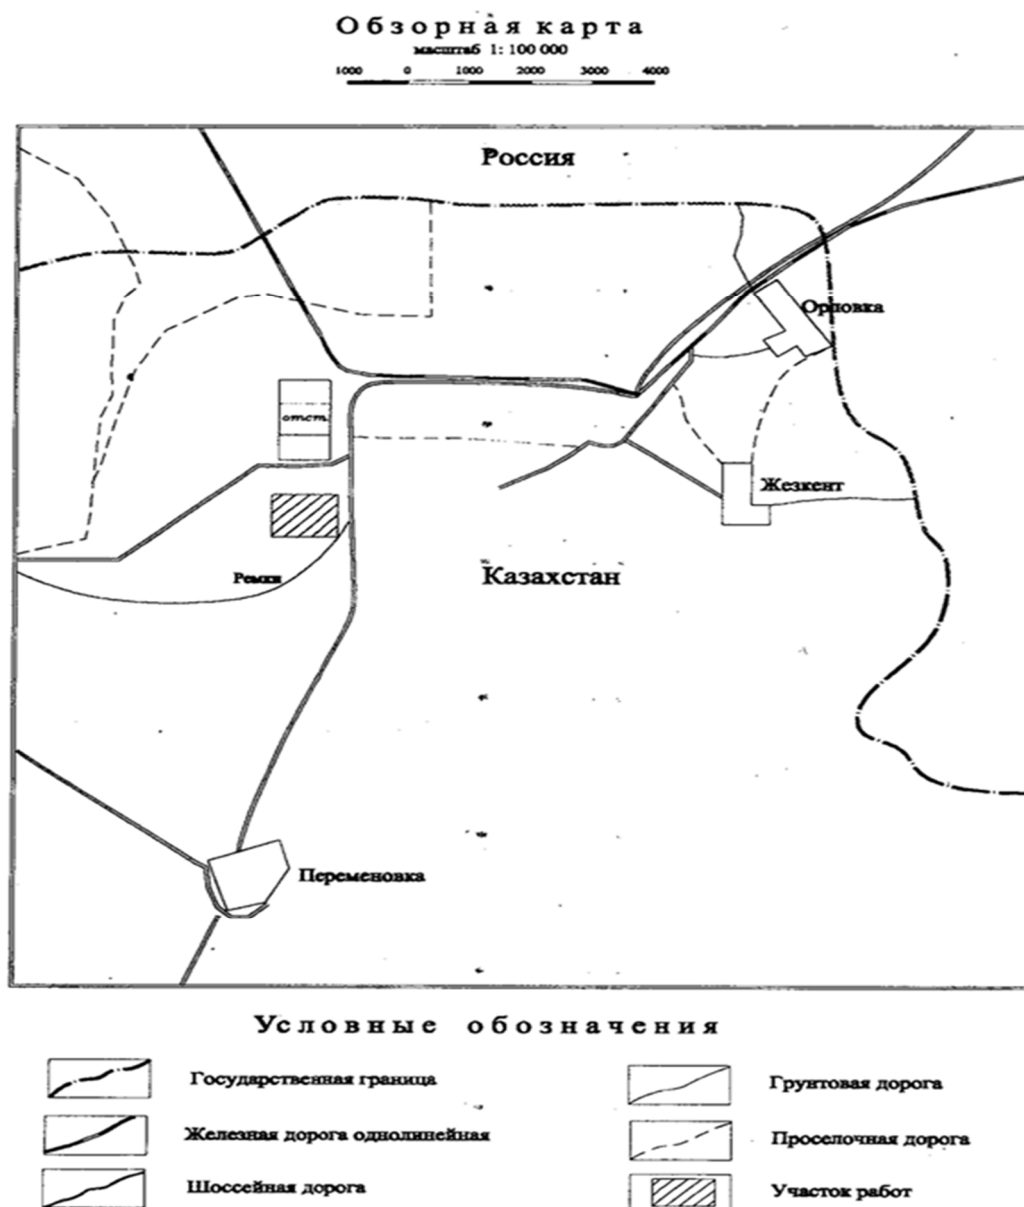 Обзорная карта
масштаб 1: 100 000
1000 0 1000 2000 3000 4000
Россия
Орловка
отст.
Жезкент
Ремки
Казахстан
Переменовка
Условные обозначения
Государственная граница
Грунтовая дорога
Железная дорога однолинейная
Проселочная дорога
Шоссейная дорога
Участок работ